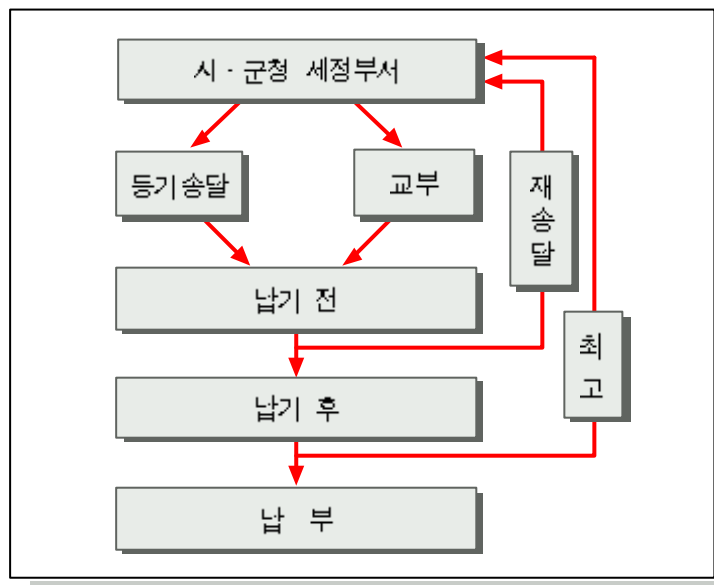 시 · 군청 세정부서
등기송달
교부
재
송
달
납기 전
최
고
납기 후
납 부